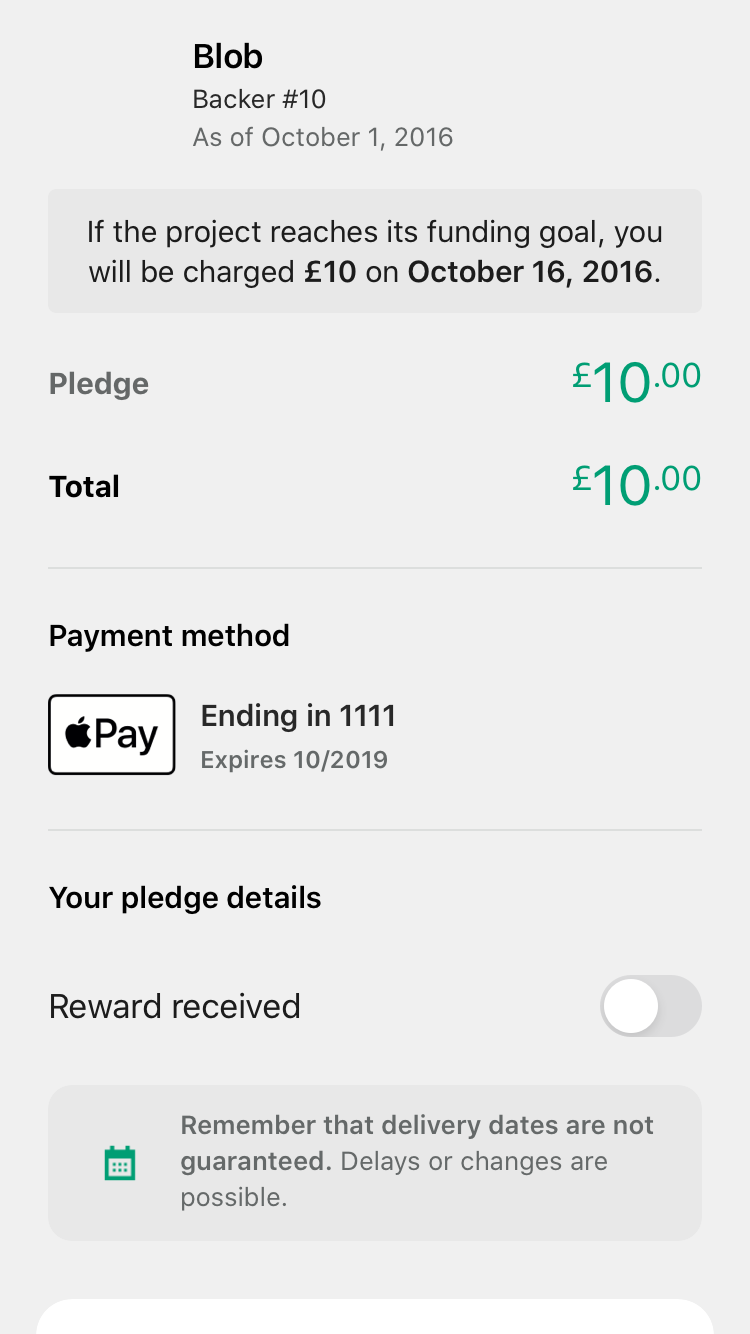 Blob
Backer #10
As of October 1, 2016
If the project reaches its funding goal, you
will be charged £10 on October 16, 2016.
Pledge £10.00
Total £10.00
Payment method
Pay Ending in 1111
Expires 10/2019
Your pledge details
Reward received
Remember that delivery dates are not
guaranteed. Delays or changes are
possible.